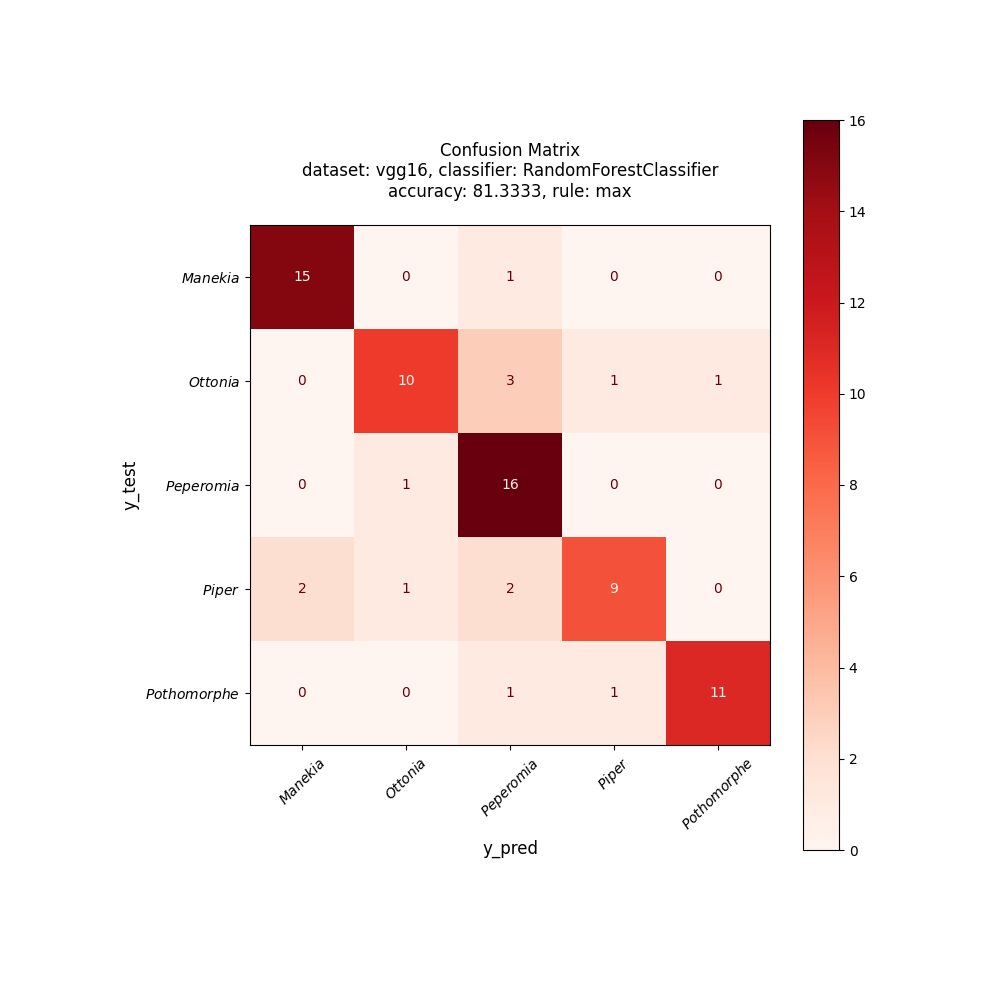 Confusion Matrix
dataset: vgg16, classifier: RandomForestClassifier
accuracy: 81.3333, rule: max
Manekia 15 0 1 0 0
Ottonia 0 10 3 1 1
Peperomia 0 1 16 0 0
Piper 2 1 2 9 0
Pothomorphe 0 0 1 1 11
Manekia Ottonia Peperomia Piper Pothomorphe
y_pred
y_test
16
14
12
10
8
6
4
2
0